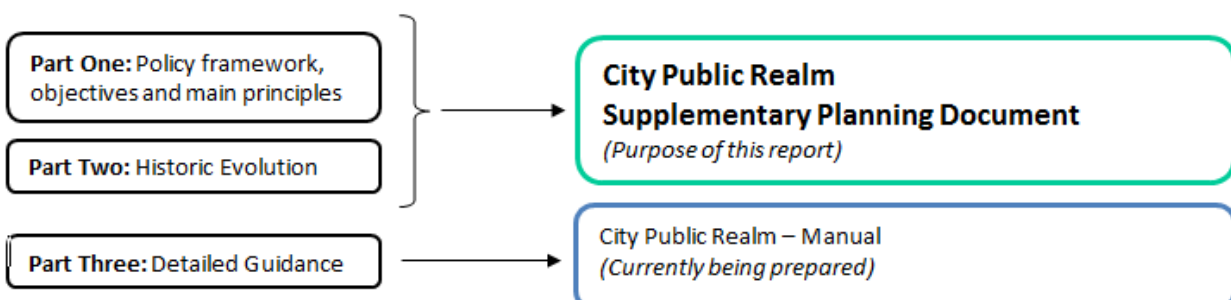 Part One: Policy framework,
objectives and main principles
Part Two: Historic Evolution
Part Three: Detailed Guidance
City Public Realm
Supplementary Planning Document
(Purpose of this report)
City Public Realm – Manual
(Currently being prepared)